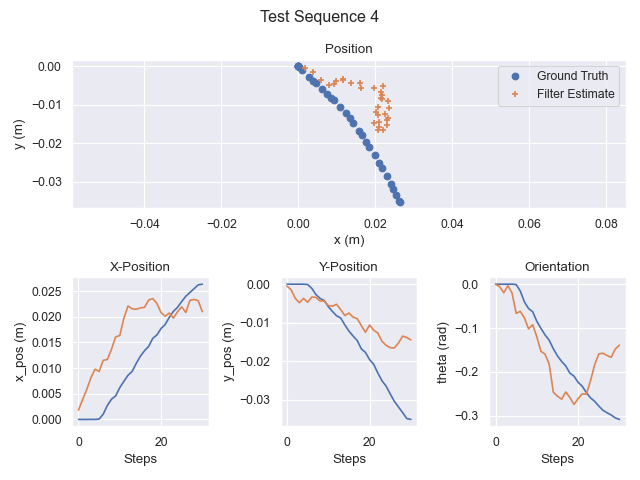 Test Sequence 4
Position
Ground Truth
Filter Estimate
y (m)
0.00
−0.01
−0.02
−0.03
−0.04
−0.02
0.00
0.02
0.04
0.06
0.08
x (m)
X-Position
x_pos (m)
0.025
0.020
0.015
0.010
0.005
0.000
0
20
Steps
Y-Position
y_pos (m)
0.00
−0.01
−0.02
−0.03
0
20
Steps
Orientation
theta (rad)
0.0
−0.1
−0.2
−0.3
0
20
Steps